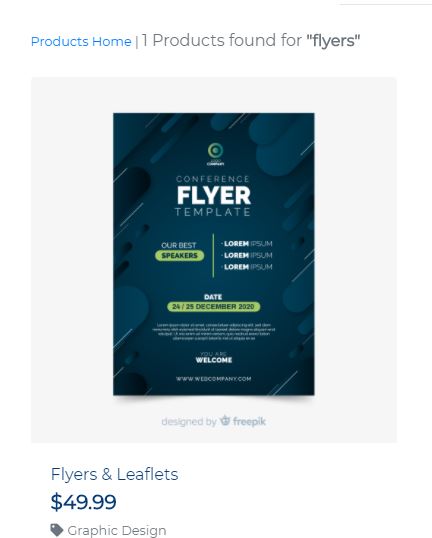 Products Home | 1 Products found for "flyers"
COMPANY
CONFERENCE
FLYER
TEMPLATE
OUR BEST
SPEAKERS
· LOREM IPSUM
· LOREM IPSUM
· LOREM IPSUM
DATE
24 / 25 DECEMBER 2020
YOU ARE
WELCOME
WWW.WEBCOMPANY.COM
designed by freepik
Flyers & Leaflets
$49.99
Graphic Design